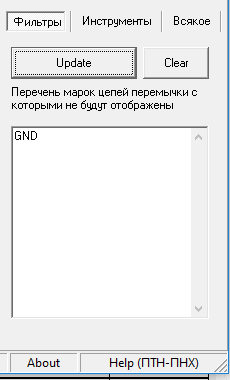 Фильтры Инструменты Всякое
Update Clear
Перечень марок цепей перемычки с
которыми не будут отображены
GND
About Help (ПТН-ПНХ)